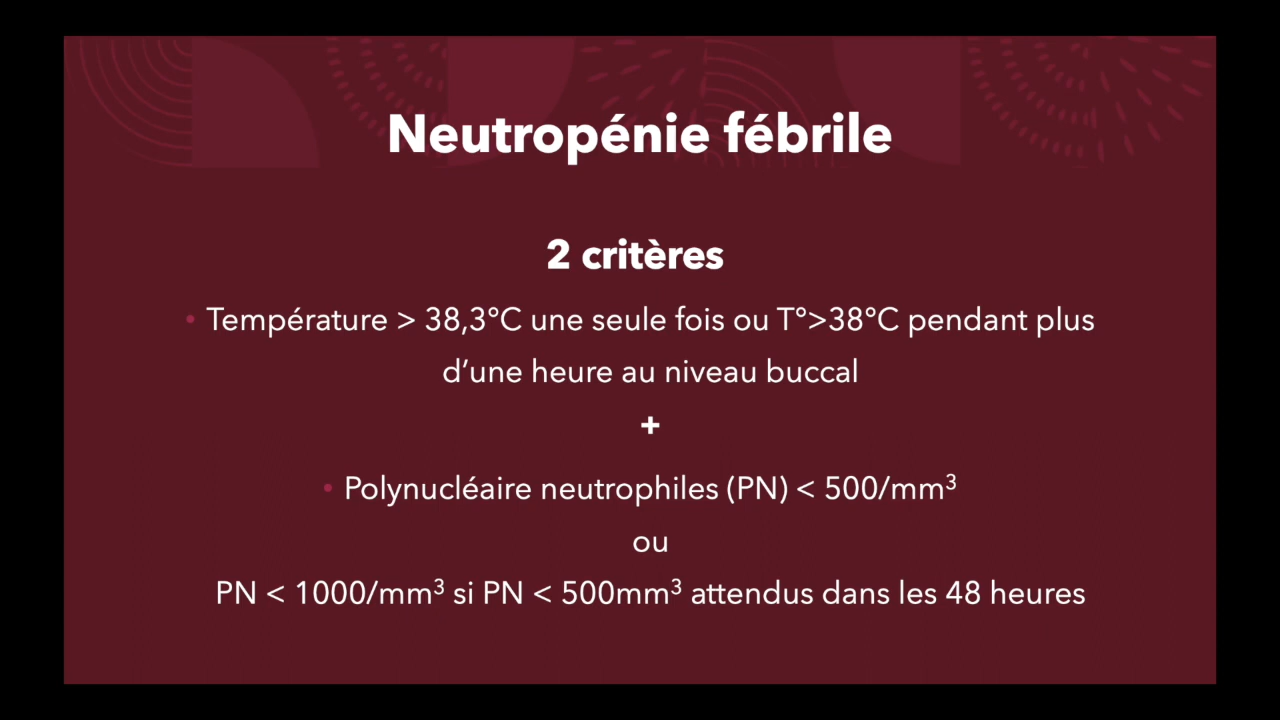 Neutropénie fébrile
2 critères
• Température > 38,3°C une seule fois ou T°>38°C pendant plus
d’une heure au niveau buccal
+
• Polynucléaire neutrophiles (PN) < 500/mm³
ou
PN < 1000/mm³ si PN < 500mm³ attendus dans les 48 heures